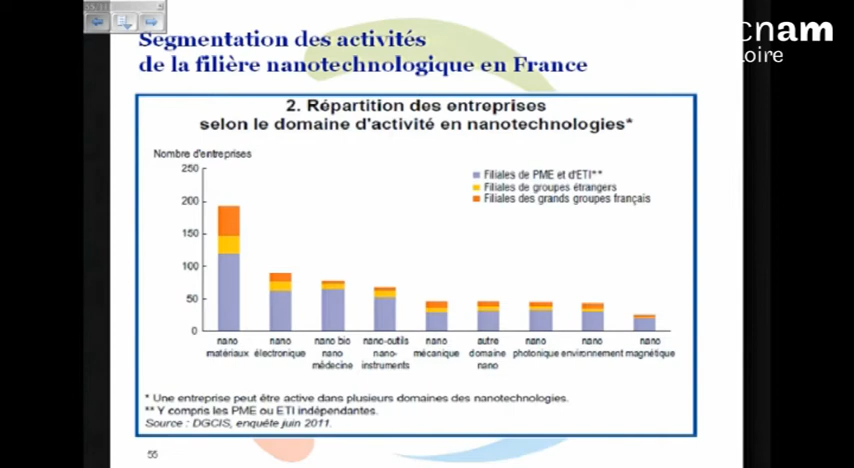 55/11
cnam
Loire
Segmentation des activités
de la filière nanotechnologique en France
2. Répartition des entreprises
selon le domaine d'activité en nanotechnologies*
Nombre d'entreprises
250
200
150
100
50
0
Filiales de PME et d'ETI**
Filiales de groupes étrangers
Filiales des grands groupes français
nano
matériaux
nano
électronique
nano bio
nano
médecine
nano-outils
nano-
instruments
nano
mécanique
autre
domaine
nano
nano
photonique
nano
environnement
nano
magnétique
* Une entreprise peut être active dans plusieurs domaines des nanotechnologies.
** Y compris les PME ou ETI indépendantes.
Source : DGCIS, enquête juin 2011.
55